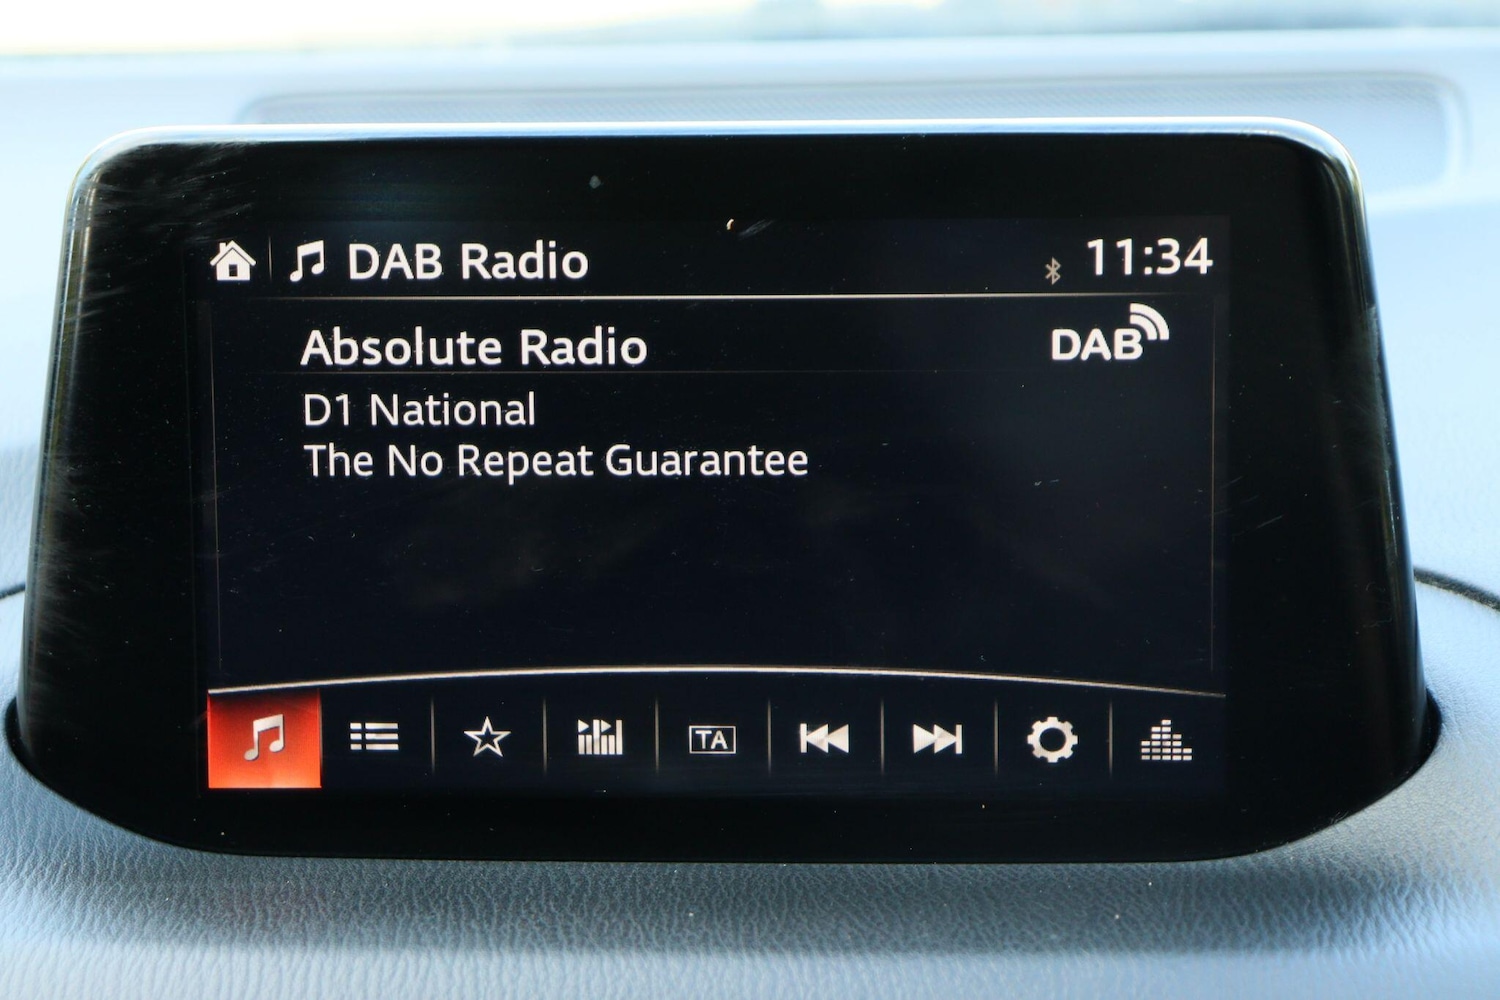 DAB Radio 11:34
Absolute Radio DAB
D1 National
The No Repeat Guarantee
TA